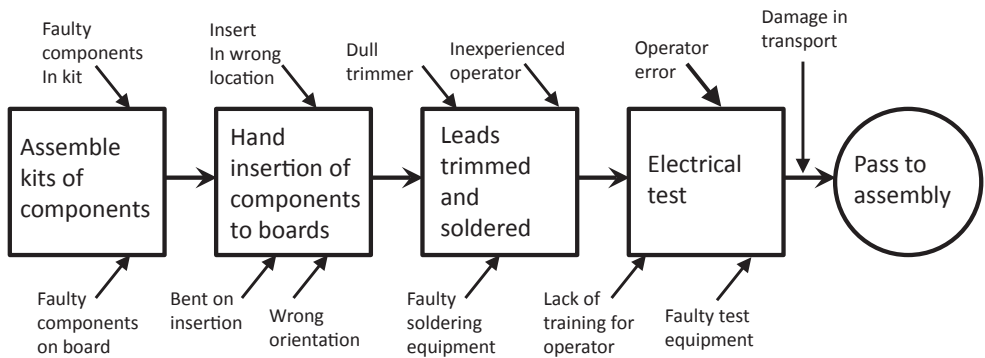 Faulty
components
In kit
Insert
In wrong
location
Dull
trimmer
Inexperienced
operator
Operator
error
Damage in
transport
Assemble
kits of
components
Hand
insertion of
components
to boards
Leads
trimmed
and
soldered
Electrical
test
Pass to
assembly
Faulty
components
on board
Bent on
insertion
Wrong
orientation
Faulty
soldering
equipment
Lack of
training for
operator
Faulty test
equipment